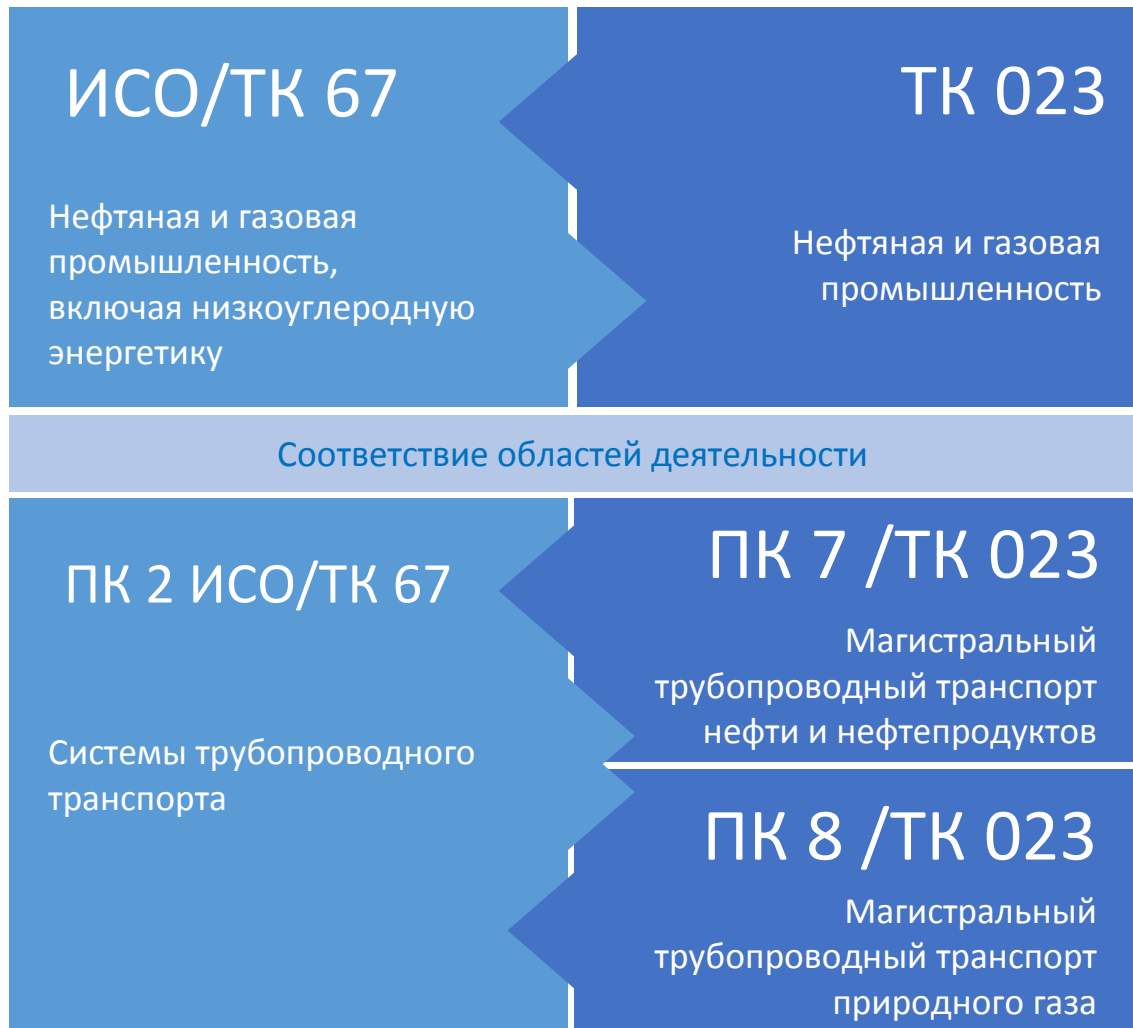 ИСО/ТК 67
Нефтяная и газовая
промышленность,
включая низкоуглеродную
энергетику
ТК 023
Нефтяная и газовая
промышленность
Соответствие областей деятельности
ПК 2 ИСО/ТК 67
Системы трубопроводного
транспорта
ПК 7 /ТК 023
Магистральный
трубопроводный транспорт
нефти и нефтепродуктов
ПК 8 /ТК 023
Магистральный
трубопроводный транспорт
природного газа